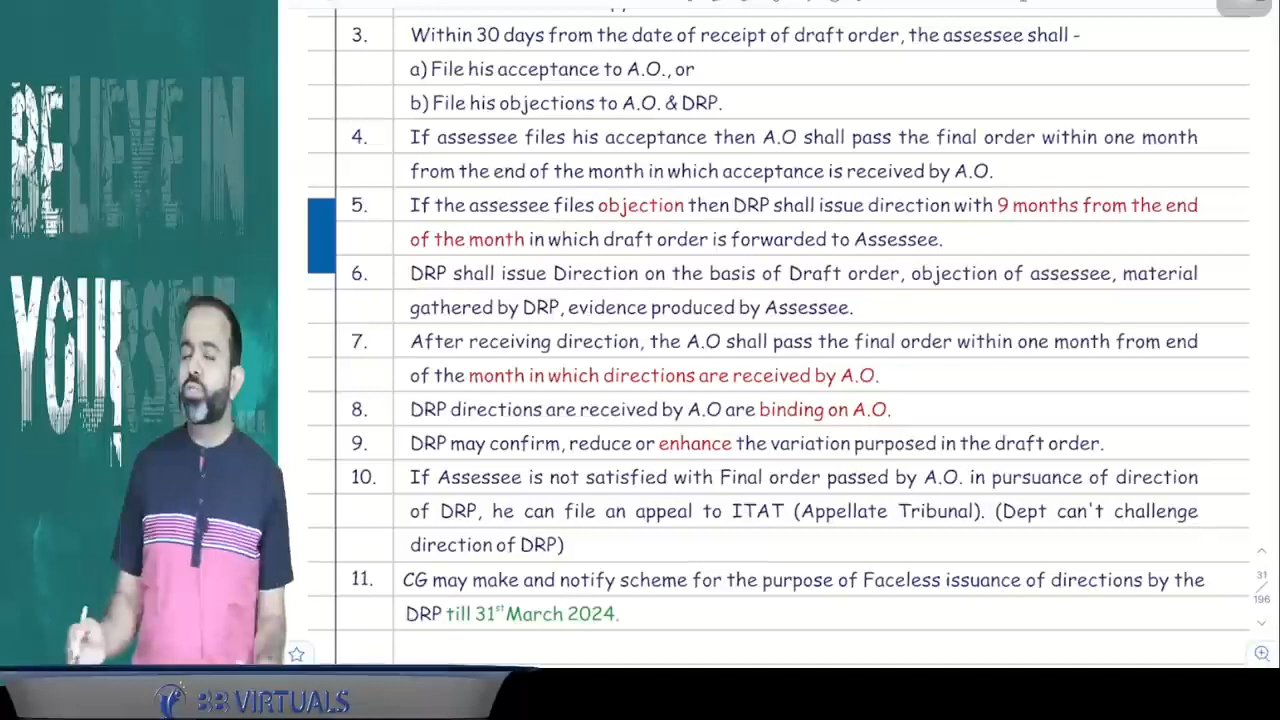 BELIEVE IN
YOURSELF
3. Within 30 days from the date of receipt of draft order, the assessee shall -
a) File his acceptance to A.O., or
b) File his objections to A.O. & DRP.
4. If assessee files his acceptance then A.O shall pass the final order within one month
from the end of the month in which acceptance is received by A.O.
5. If the assessee files objection then DRP shall issue direction with 9 months from the end
of the month in which draft order is forwarded to Assessee.
6. DRP shall issue Direction on the basis of Draft order, objection of assessee, material
gathered by DRP, evidence produced by Assessee.
7. After receiving direction, the A.O shall pass the final order within one month from end
of the month in which directions are received by A.O.
8. DRP directions are received by A.O are binding on A.O.
9. DRP may confirm, reduce or enhance the variation purposed in the draft order.
10. If Assessee is not satisfied with Final order passed by A.O. in pursuance of direction
of DRP, he can file an appeal to ITAT (Appellate Tribunal). (Dept can't challenge
direction of DRP)
11. CG may make and notify scheme for the purpose of Faceless issuance of directions by the
DRP till 31st March 2024.
31
/
196
BB VIRTUALS